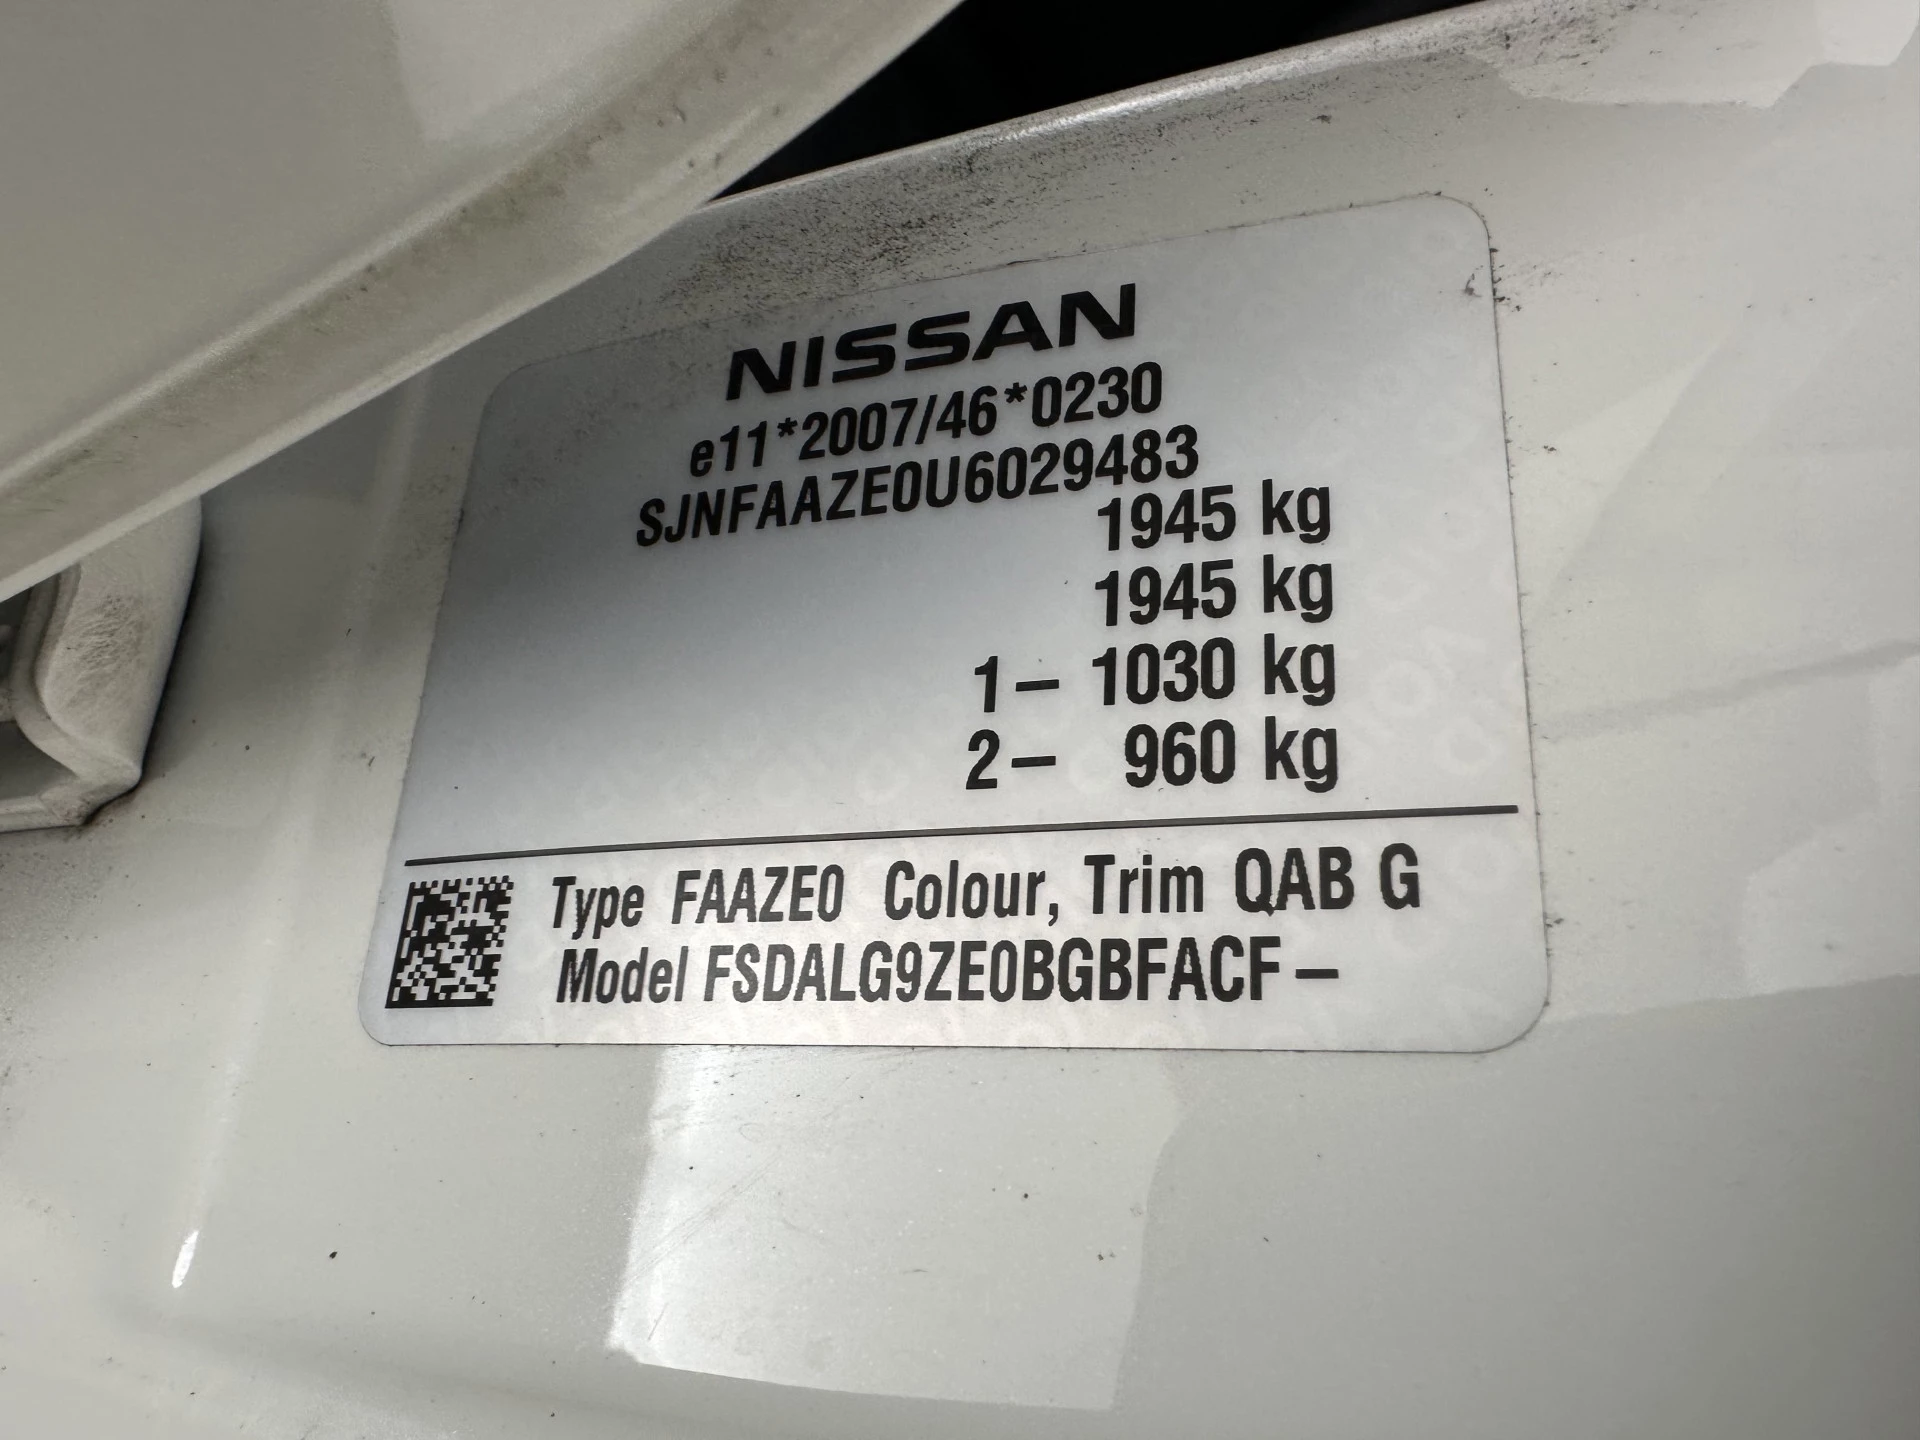 NISSAN
e11*2007/46*0230
SJNFAAZE0U6029483
1945 kg
1945 kg
1 – 1030 kg
2 – 960 kg
Type FAAZE0 Colour, Trim QAB G
Model FSDALG9ZE0BGBFACF –